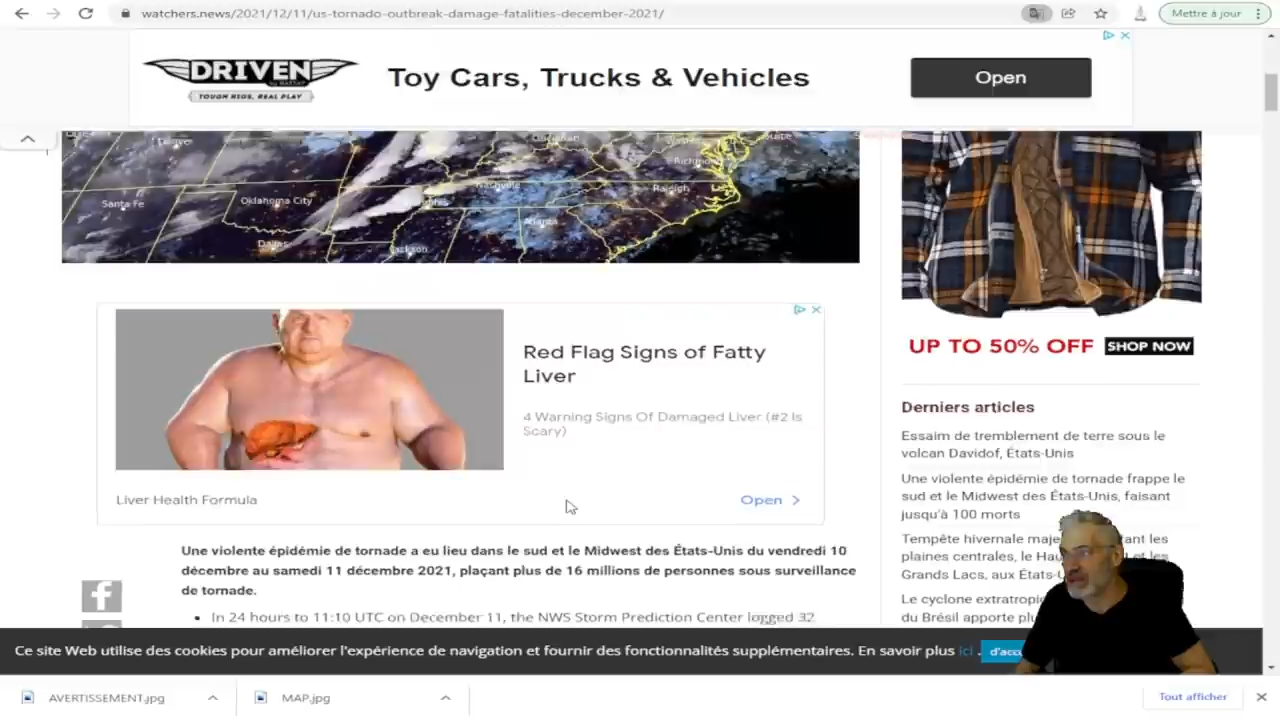 watchers.news/2021/12/11/us-tornado-outbreak-damage-fatalities-december-2021/
Mettre à jour
DRIVEN
TOUGH RIGS, REAL PLAY
Toy Cars, Trucks & Vehicles
Open
Denver
Richmond
Nashville
Raleigh
Santa Fe
Oklahoma City
Atlanta
Dallas
Jackson
UP TO 50% OFF SHOP NOW
Red Flag Signs of Fatty
Liver
4 Warning Signs Of Damaged Liver (#2 Is
Scary)
Liver Health Formula
Open
Derniers articles
Essaim de tremblement de terre sous le
volcan Davidof, États-Unis
Une violente épidémie de tornade frappe le
sud et le Midwest des États-Unis, faisant
jusqu'à 100 morts
Tempête hivernale
plaines centrales, le et les
Grands Lacs, aux
Le cyclone
du Brésil apporte
Une violente épidémie de tornade a eu lieu dans le sud et le Midwest des États-Unis du vendredi 10
décembre au samedi 11 décembre 2021, plaçant plus de 16 millions de personnes sous surveillance
de tornade.
• In 24 hours to 11:10 UTC on December 11, the NWS Storm Prediction Center logged 32
Ce site Web utilise des cookies pour améliorer l'expérience de navigation et fournir des fonctionnalités supplémentaires. En savoir plus ici .
AVERTISSEMENT.jpg
MAP.jpg
Tout afficher